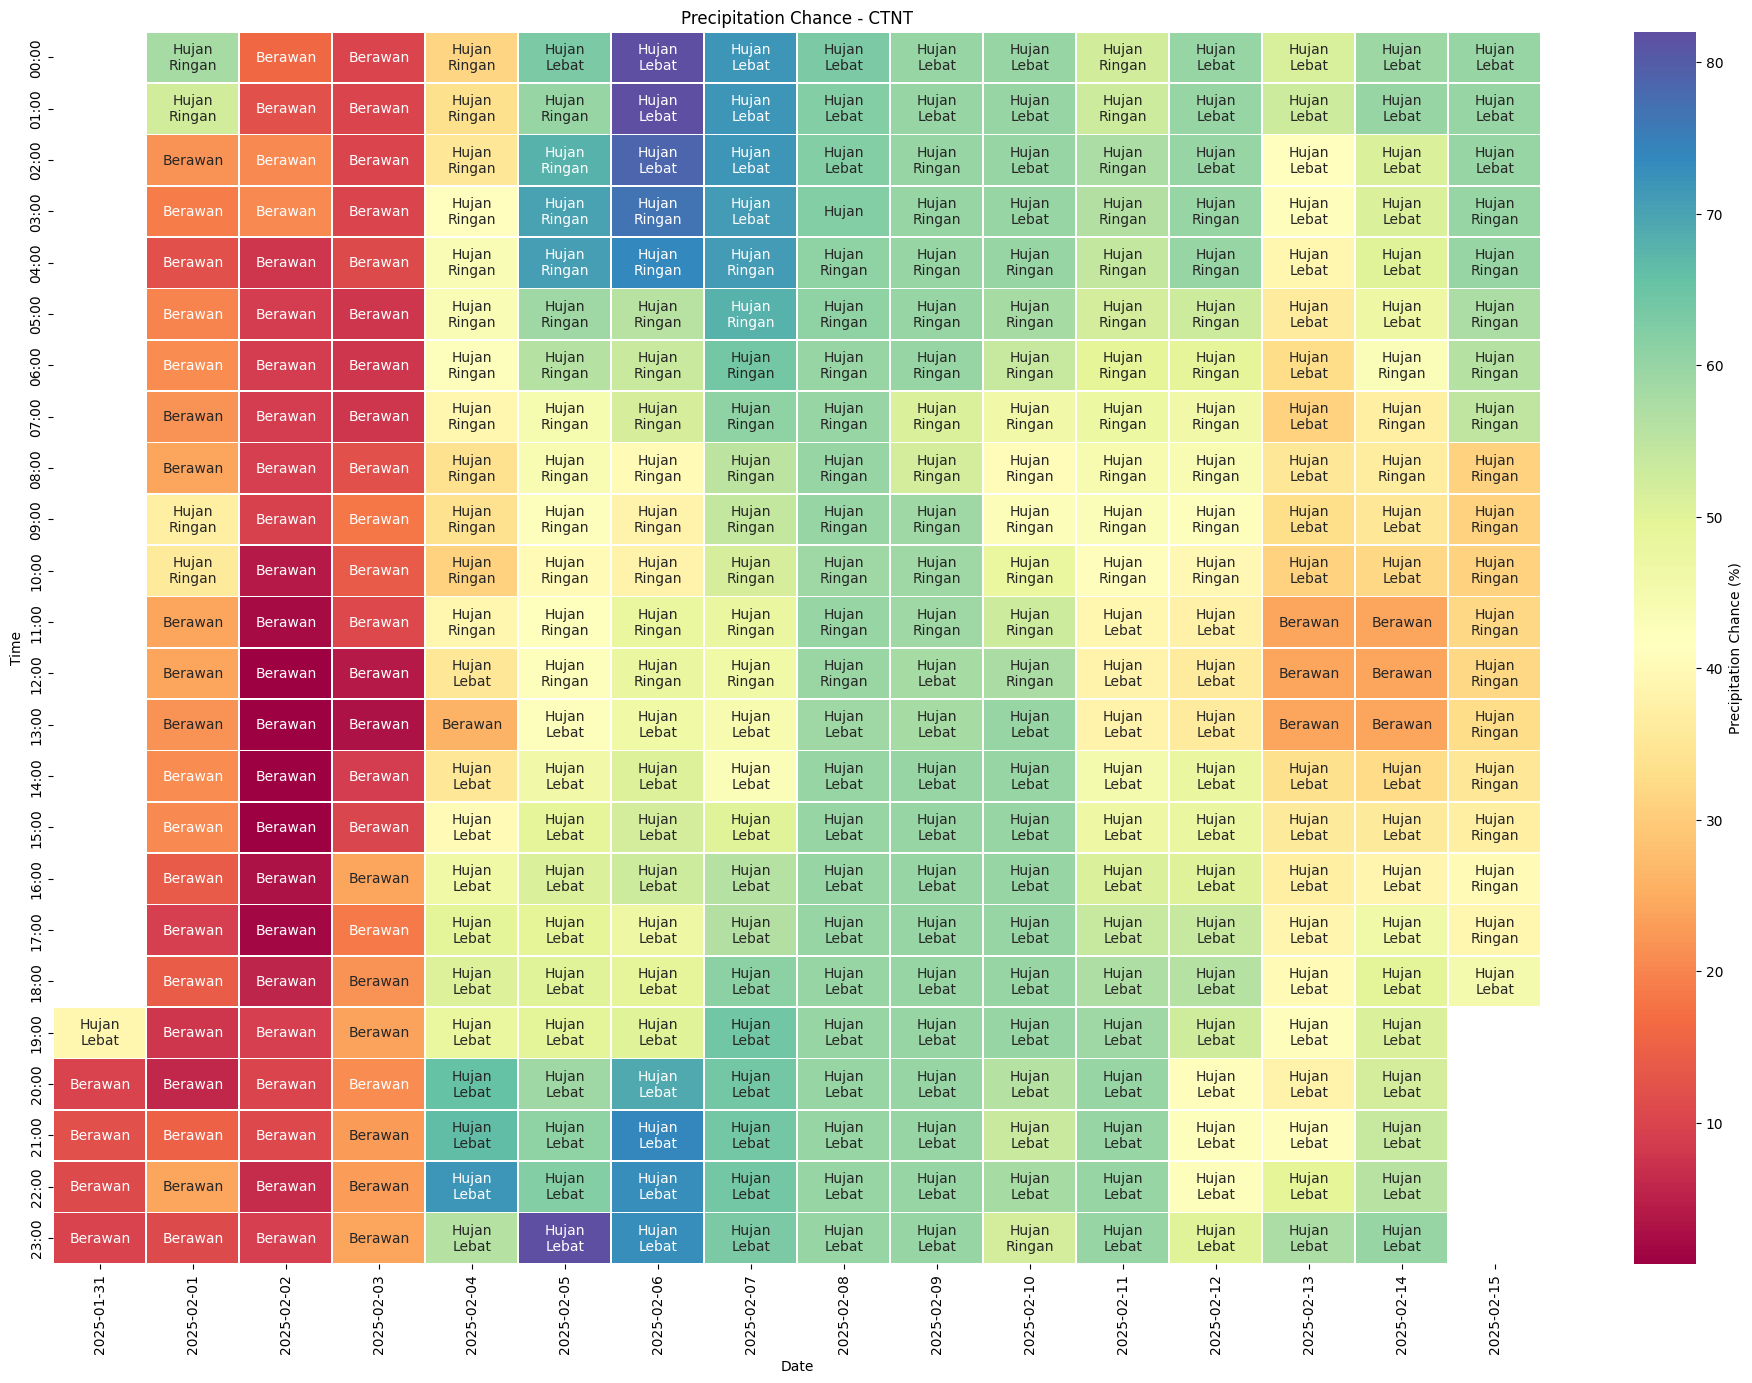 Precipitation Chance - CTNT
Time
00:00 Hujan Ringan Berawan Berawan Hujan Ringan Hujan Lebat Hujan Lebat Hujan Lebat Hujan Lebat Hujan Lebat Hujan Lebat Hujan Ringan Hujan Lebat Hujan Lebat Hujan Lebat Hujan Lebat
01:00 Hujan Ringan Berawan Berawan Hujan Ringan Hujan Ringan Hujan Lebat Hujan Lebat Hujan Lebat Hujan Lebat Hujan Lebat Hujan Ringan Hujan Lebat Hujan Lebat Hujan Lebat Hujan Lebat
02:00 Berawan Berawan Berawan Hujan Ringan Hujan Ringan Hujan Lebat Hujan Lebat Hujan Lebat Hujan Ringan Hujan Lebat Hujan Ringan Hujan Lebat Hujan Lebat Hujan Lebat Hujan Lebat
03:00 Berawan Berawan Berawan Hujan Ringan Hujan Ringan Hujan Ringan Hujan Lebat Hujan Hujan Ringan Hujan Lebat Hujan Ringan Hujan Ringan Hujan Lebat Hujan Lebat Hujan Ringan
04:00 Berawan Berawan Berawan Hujan Ringan Hujan Ringan Hujan Ringan Hujan Ringan Hujan Ringan Hujan Ringan Hujan Ringan Hujan Ringan Hujan Ringan Hujan Lebat Hujan Lebat Hujan Ringan
05:00 Berawan Berawan Berawan Hujan Ringan Hujan Ringan Hujan Ringan Hujan Ringan Hujan Ringan Hujan Ringan Hujan Ringan Hujan Ringan Hujan Ringan Hujan Lebat Hujan Lebat Hujan Ringan
06:00 Berawan Berawan Berawan Hujan Ringan Hujan Ringan Hujan Ringan Hujan Ringan Hujan Ringan Hujan Ringan Hujan Ringan Hujan Ringan Hujan Ringan Hujan Lebat Hujan Ringan Hujan Ringan
07:00 Berawan Berawan Berawan Hujan Ringan Hujan Ringan Hujan Ringan Hujan Ringan Hujan Ringan Hujan Ringan Hujan Ringan Hujan Ringan Hujan Ringan Hujan Lebat Hujan Ringan Hujan Ringan
08:00 Berawan Berawan Berawan Hujan Ringan Hujan Ringan Hujan Ringan Hujan Ringan Hujan Ringan Hujan Ringan Hujan Ringan Hujan Ringan Hujan Ringan Hujan Lebat Hujan Ringan Hujan Ringan
09:00 Hujan Ringan Berawan Berawan Hujan Ringan Hujan Ringan Hujan Ringan Hujan Ringan Hujan Ringan Hujan Ringan Hujan Ringan Hujan Ringan Hujan Ringan Hujan Lebat Hujan Lebat Hujan Ringan
10:00 Hujan Ringan Berawan Berawan Hujan Ringan Hujan Ringan Hujan Ringan Hujan Ringan Hujan Ringan Hujan Ringan Hujan Ringan Hujan Ringan Hujan Ringan Hujan Lebat Hujan Lebat Hujan Ringan
11:00 Berawan Berawan Berawan Hujan Ringan Hujan Ringan Hujan Ringan Hujan Ringan Hujan Ringan Hujan Ringan Hujan Ringan Hujan Lebat Hujan Lebat Berawan Berawan Hujan Ringan
12:00 Berawan Berawan Berawan Hujan Lebat Hujan Ringan Hujan Ringan Hujan Ringan Hujan Ringan Hujan Lebat Hujan Ringan Hujan Lebat Hujan Lebat Berawan Berawan Hujan Ringan
13:00 Berawan Berawan Berawan Berawan Hujan Lebat Hujan Lebat Hujan Lebat Hujan Lebat Hujan Lebat Hujan Lebat Hujan Lebat Hujan Lebat Berawan Berawan Hujan Ringan
14:00 Berawan Berawan Berawan Hujan Lebat Hujan Lebat Hujan Lebat Hujan Lebat Hujan Lebat Hujan Lebat Hujan Lebat Hujan Lebat Hujan Lebat Hujan Lebat Hujan Lebat Hujan Ringan
15:00 Berawan Berawan Berawan Hujan Lebat Hujan Lebat Hujan Lebat Hujan Lebat Hujan Lebat Hujan Lebat Hujan Lebat Hujan Lebat Hujan Lebat Hujan Lebat Hujan Lebat Hujan Ringan
16:00 Berawan Berawan Berawan Hujan Lebat Hujan Lebat Hujan Lebat Hujan Lebat Hujan Lebat Hujan Lebat Hujan Lebat Hujan Lebat Hujan Lebat Hujan Lebat Hujan Lebat Hujan Ringan
17:00 Berawan Berawan Berawan Hujan Lebat Hujan Lebat Hujan Lebat Hujan Lebat Hujan Lebat Hujan Lebat Hujan Lebat Hujan Lebat Hujan Lebat Hujan Lebat Hujan Lebat Hujan Ringan
18:00 Berawan Berawan Berawan Hujan Lebat Hujan Lebat Hujan Lebat Hujan Lebat Hujan Lebat Hujan Lebat Hujan Lebat Hujan Lebat Hujan Lebat Hujan Lebat Hujan Lebat Hujan Lebat
19:00 Hujan Lebat Berawan Berawan Berawan Hujan Lebat Hujan Lebat Hujan Lebat Hujan Lebat Hujan Lebat Hujan Lebat Hujan Lebat Hujan Lebat Hujan Lebat Hujan Lebat Hujan Lebat
20:00 Berawan Berawan Berawan Berawan Hujan Lebat Hujan Lebat Hujan Lebat Hujan Lebat Hujan Lebat Hujan Lebat Hujan Lebat Hujan Lebat Hujan Lebat Hujan Lebat Hujan Lebat
21:00 Berawan Berawan Berawan Berawan Hujan Lebat Hujan Lebat Hujan Lebat Hujan Lebat Hujan Lebat Hujan Lebat Hujan Lebat Hujan Lebat Hujan Lebat Hujan Lebat Hujan Lebat
22:00 Berawan Berawan Berawan Berawan Hujan Lebat Hujan Lebat Hujan Lebat Hujan Lebat Hujan Lebat Hujan Lebat Hujan Lebat Hujan Lebat Hujan Lebat Hujan Lebat Hujan Lebat
23:00 Berawan Berawan Berawan Berawan Hujan Lebat Hujan Lebat Hujan Lebat Hujan Lebat Hujan Lebat Hujan Lebat Hujan Ringan Hujan Lebat Hujan Lebat Hujan Lebat Hujan Lebat
2025-01-31 2025-02-01 2025-02-02 2025-02-03 2025-02-04 2025-02-05 2025-02-06 2025-02-07 2025-02-08 2025-02-09 2025-02-10 2025-02-11 2025-02-12 2025-02-13 2025-02-14 2025-02-15
Date
80
70
60
50
40
30
20
10
Precipitation Chance (%)